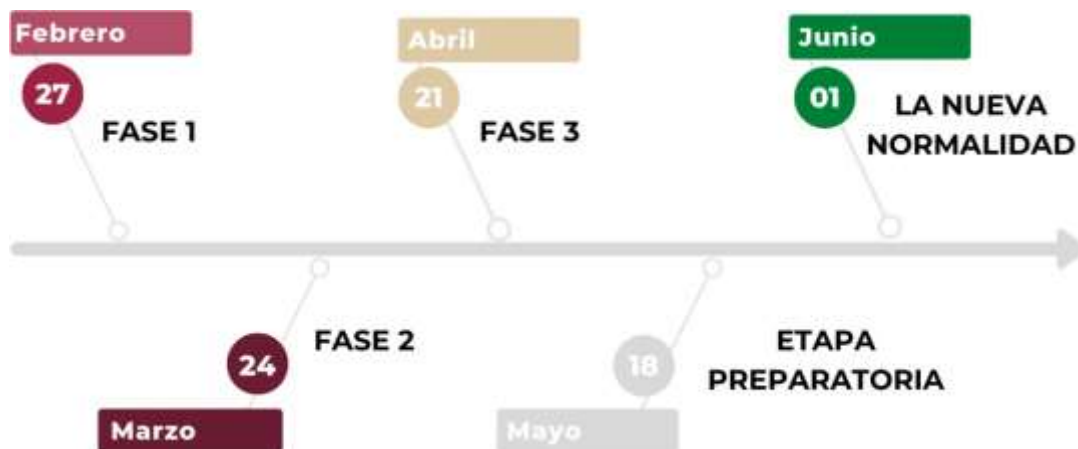 Febrero
27
FASE 1
Abril
21
FASE 3
Junio
01
LA NUEVA
NORMALIDAD
24
FASE 2
Marzo
18
ETAPA
PREPARATORIA
Mayo